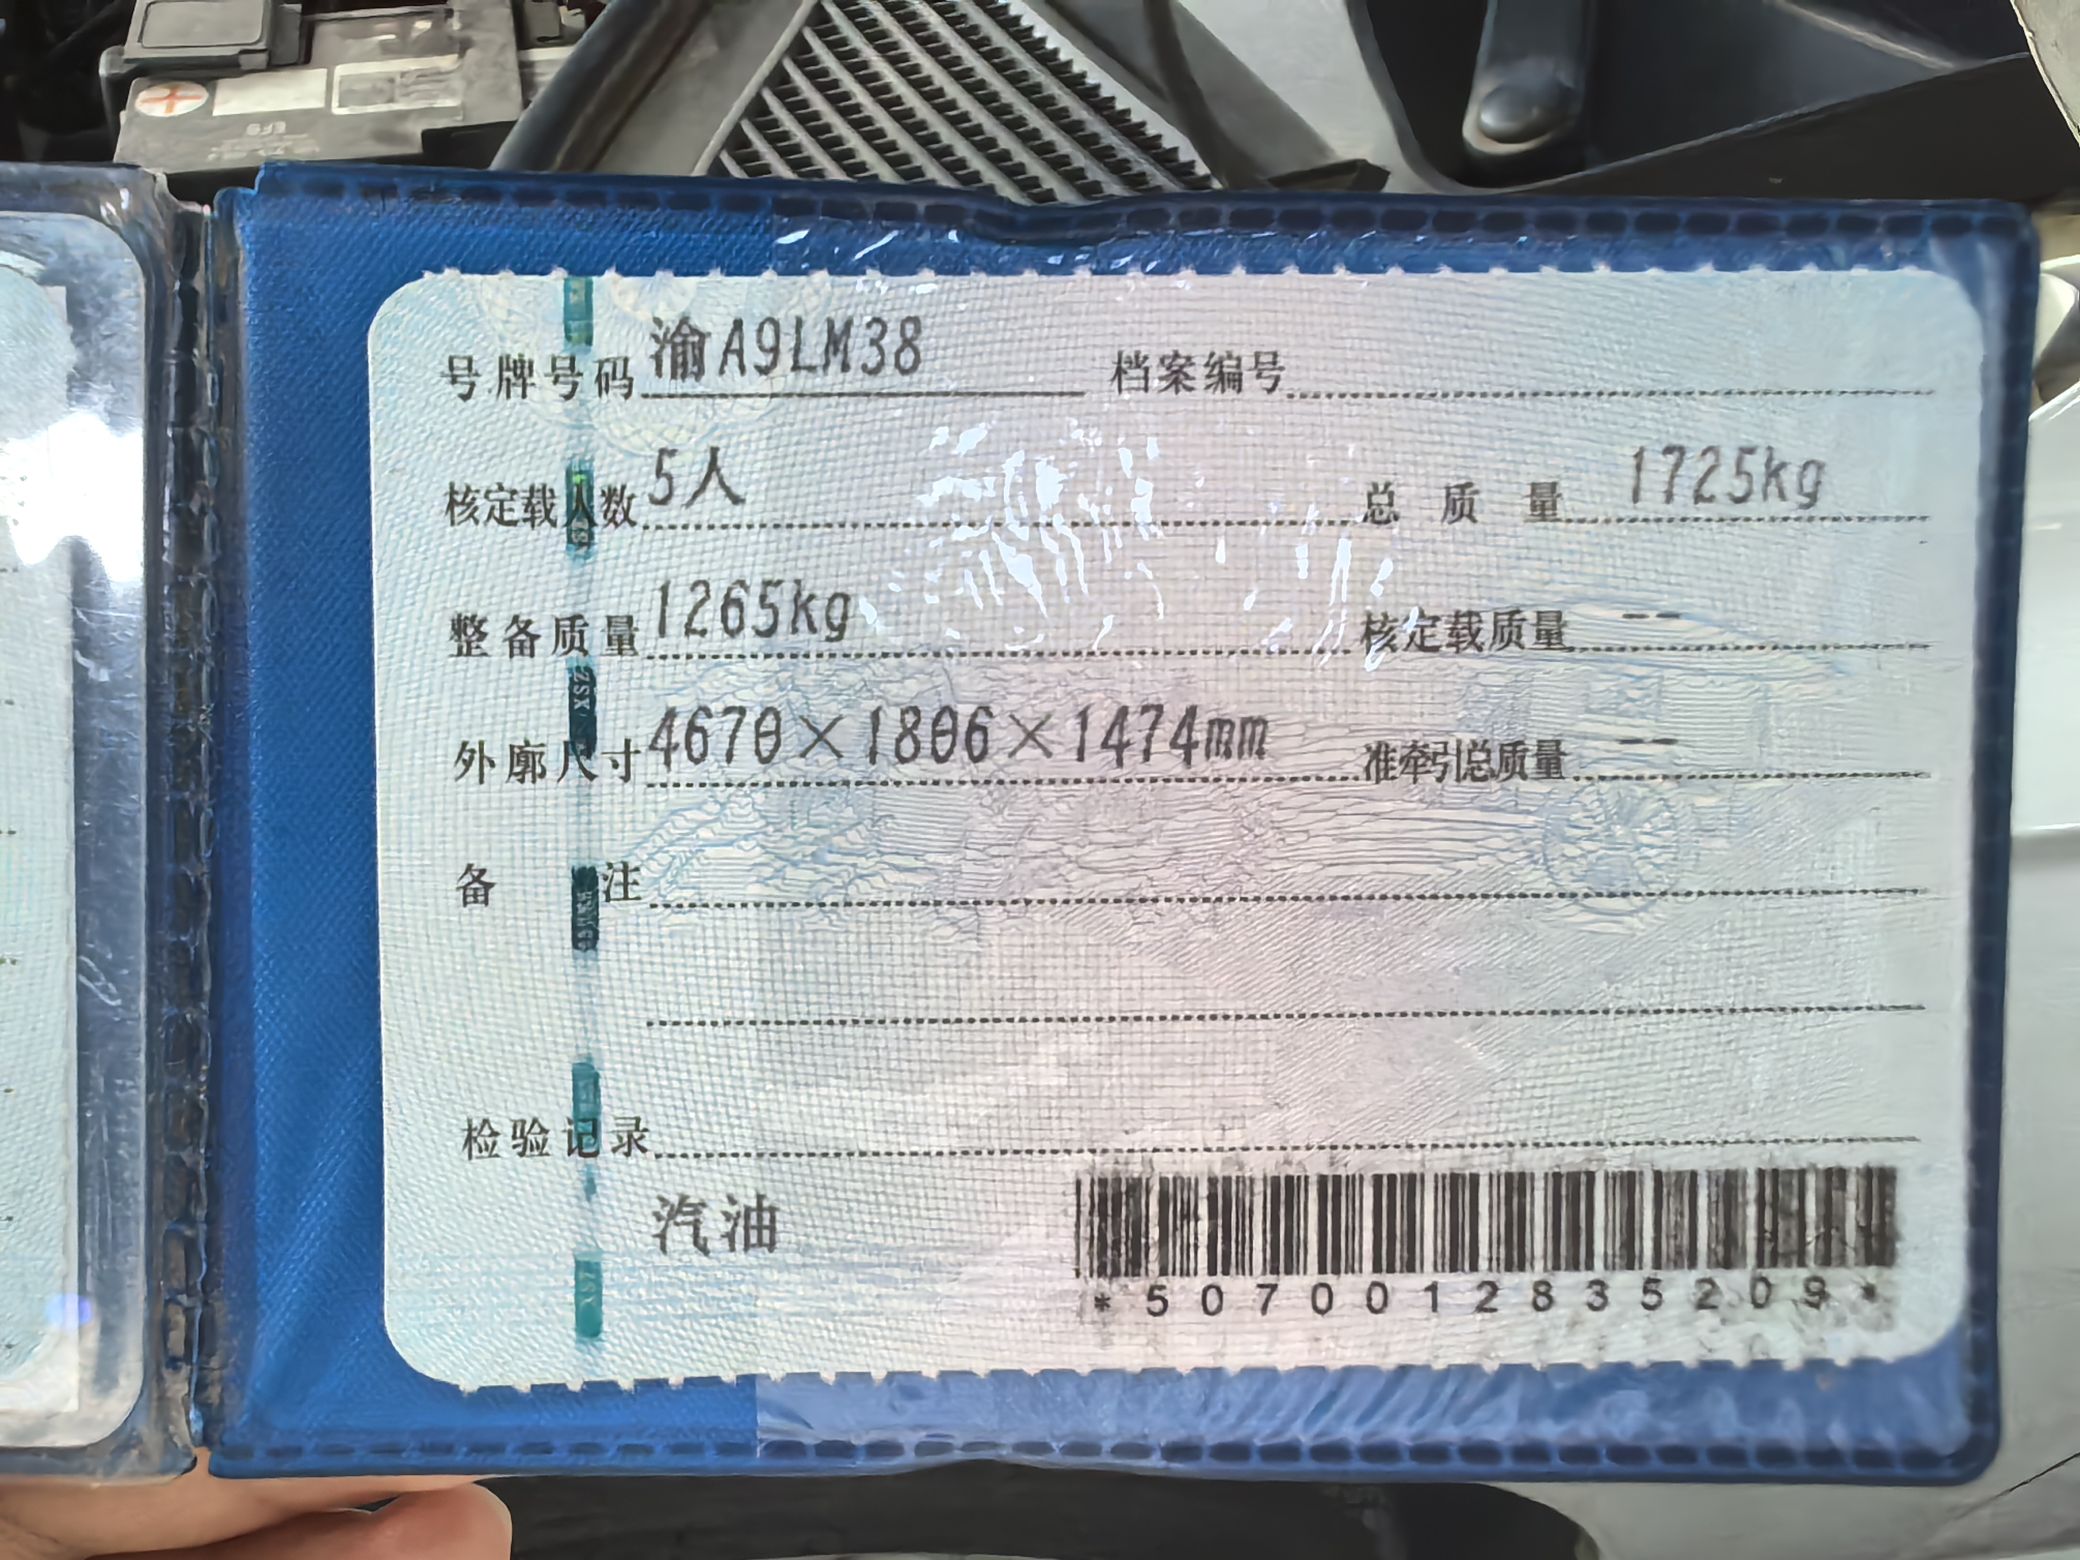 号牌号码 渝A9LM38 档案编号
核定载人数 5人 总质量 1725kg
整备质量 1265kg 核定载质量 --
外廓尺寸 4670×1806×1474mm 准牵引总质量 --
备注
检验记录
汽油
*5070012835209*